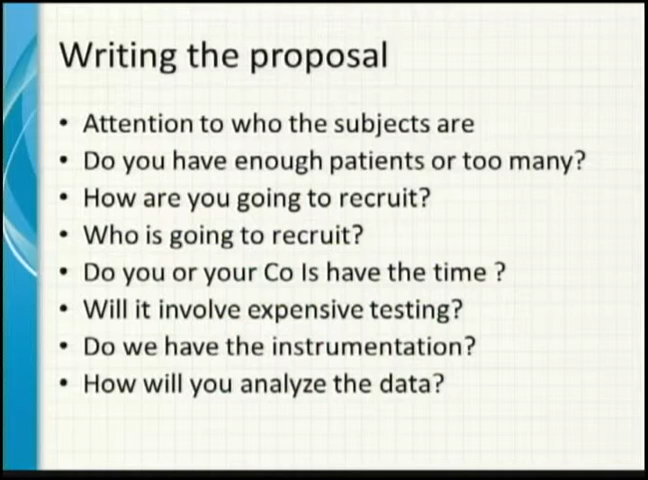 Writing the proposal
• Attention to who the subjects are
• Do you have enough patients or too many?
• How are you going to recruit?
• Who is going to recruit?
• Do you or your Co Is have the time ?
• Will it involve expensive testing?
• Do we have the instrumentation?
• How will you analyze the data?